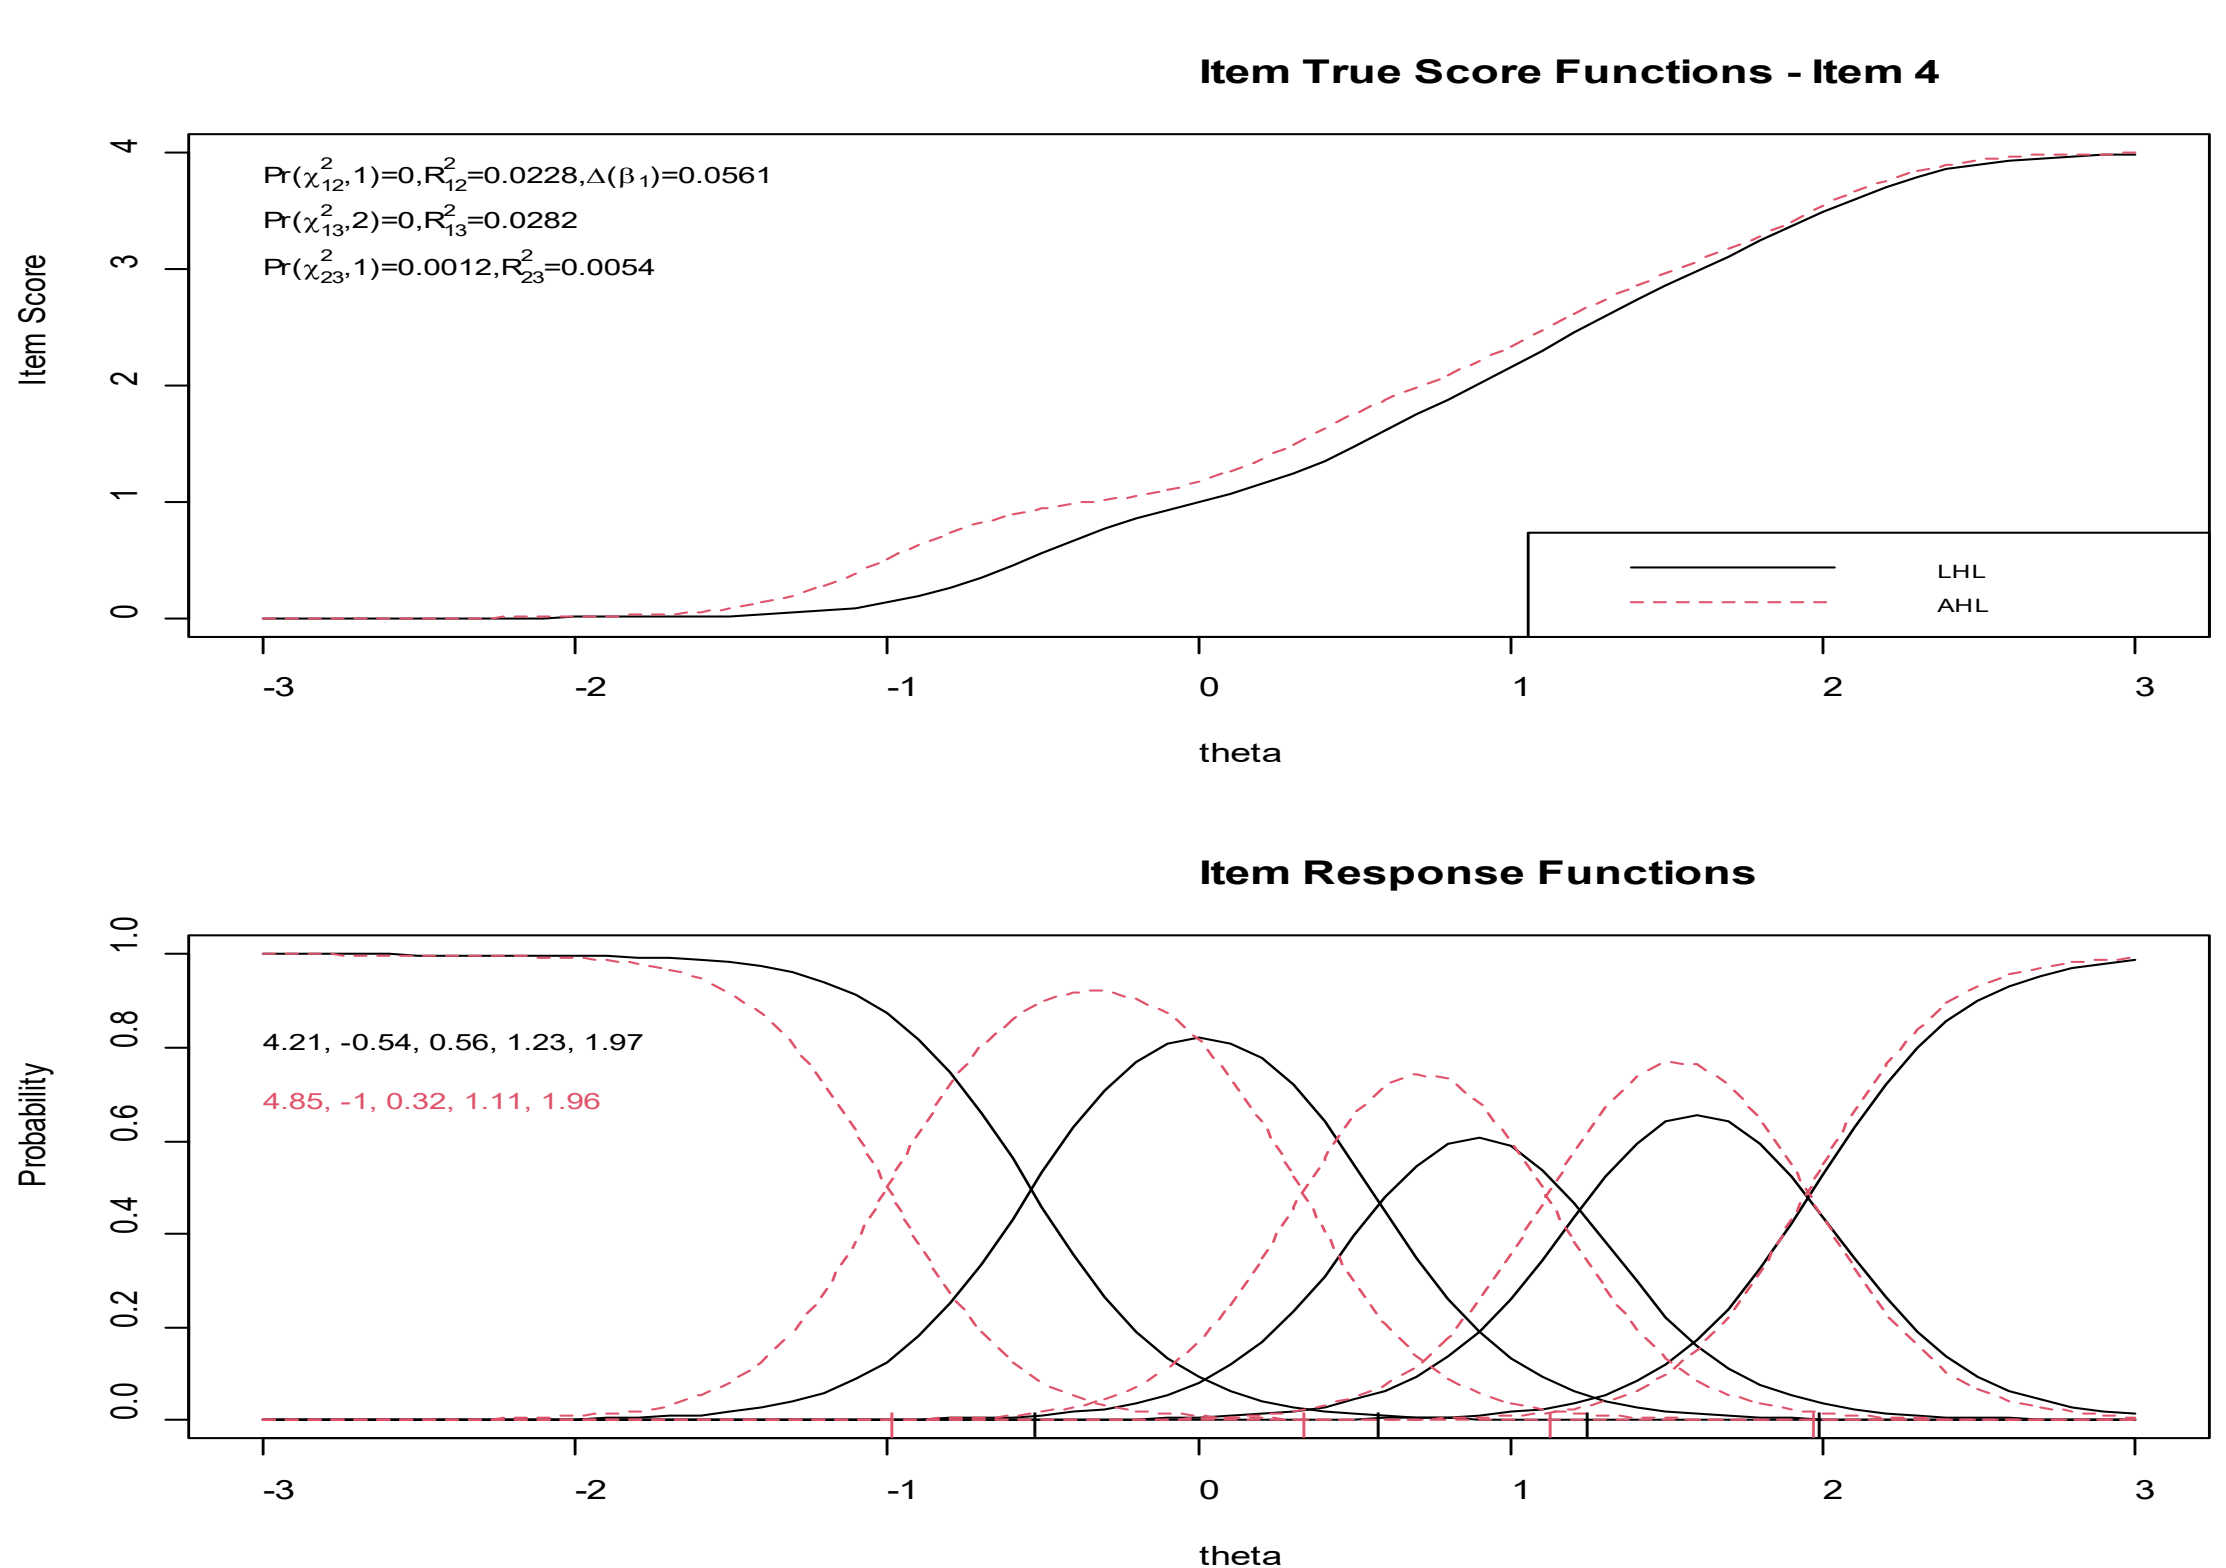 Item True Score Functions - Item 4
Item Score
4
3
2
1
0
Pr(χ²₁₂,1)=0,R²₁₂=0.0228,Δ(β₁)=0.0561
Pr(χ²₁₃,2)=0,R²₁₃=0.0282
Pr(χ²₂₃,1)=0.0012,R²₂₃=0.0054
LHL
AHL
-3 -2 -1 0 1 2 3
theta
Item Response Functions
Probability
1.0
0.8
0.6
0.4
0.2
0.0
4.21, -0.54, 0.56, 1.23, 1.97
4.85, -1, 0.32, 1.11, 1.96
-3 -2 -1 0 1 2 3
theta